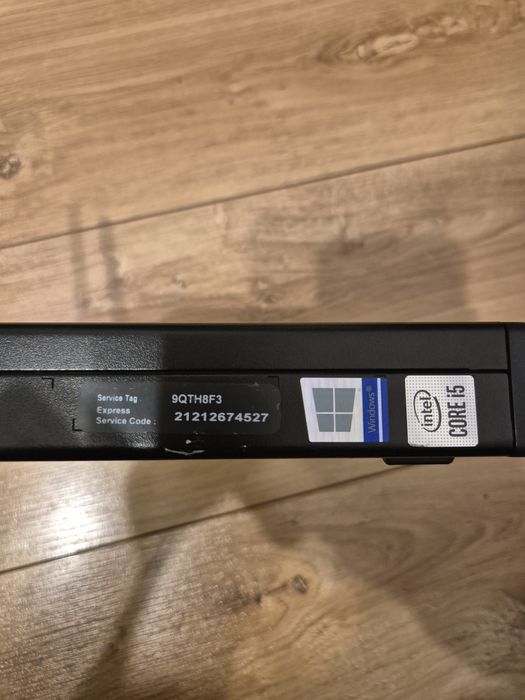 Service Tag : 9QTH8F3
Express
Service Code : 21212674527
Windows
intel
CORE i5